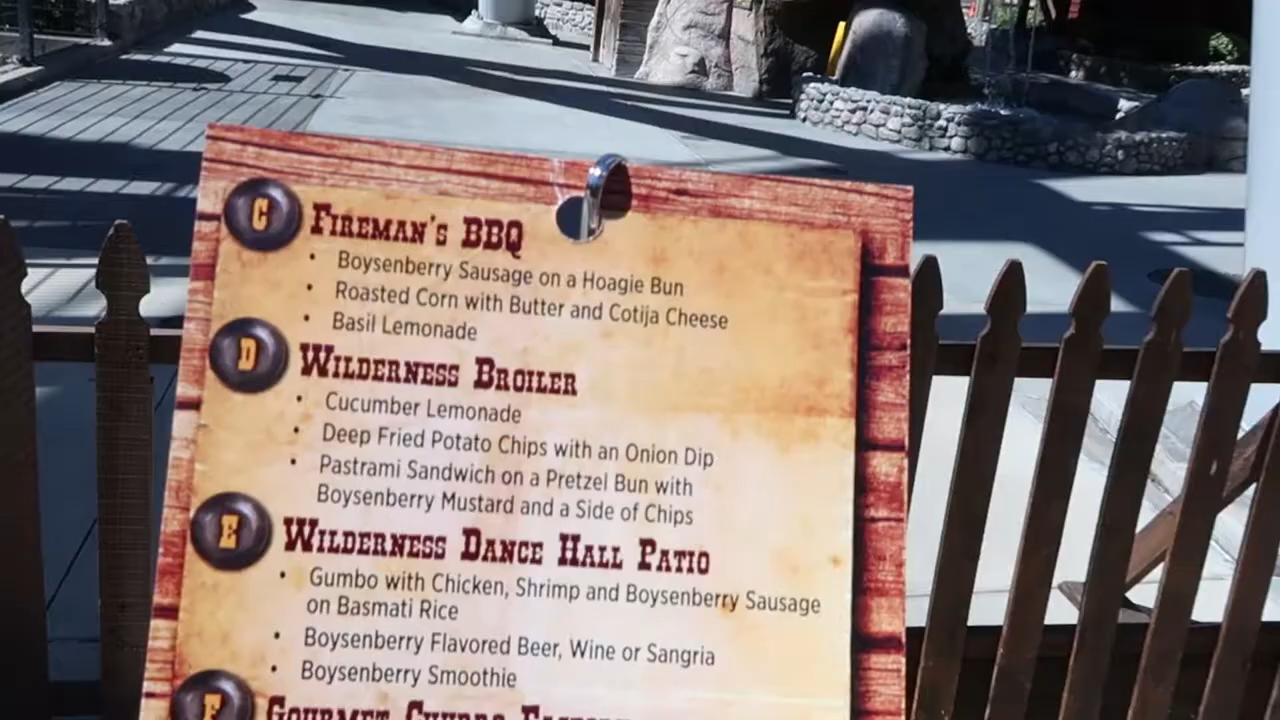 C FIREMAN'S BBQ
• Boysenberry Sausage on a Hoagie Bun
• Roasted Corn with Butter and Cotija Cheese
• Basil Lemonade
D WILDERNESS BROILER
• Cucumber Lemonade
• Deep Fried Potato Chips with an Onion Dip
• Pastrami Sandwich on a Pretzel Bun with
Boysenberry Mustard and a Side of Chips
E WILDERNESS DANCE HALL PATIO
• Gumbo with Chicken, Shrimp and Boysenberry Sausage
on Basmati Rice
• Boysenberry Flavored Beer, Wine or Sangria
• Boysenberry Smoothie
F GOURMET CHURRO